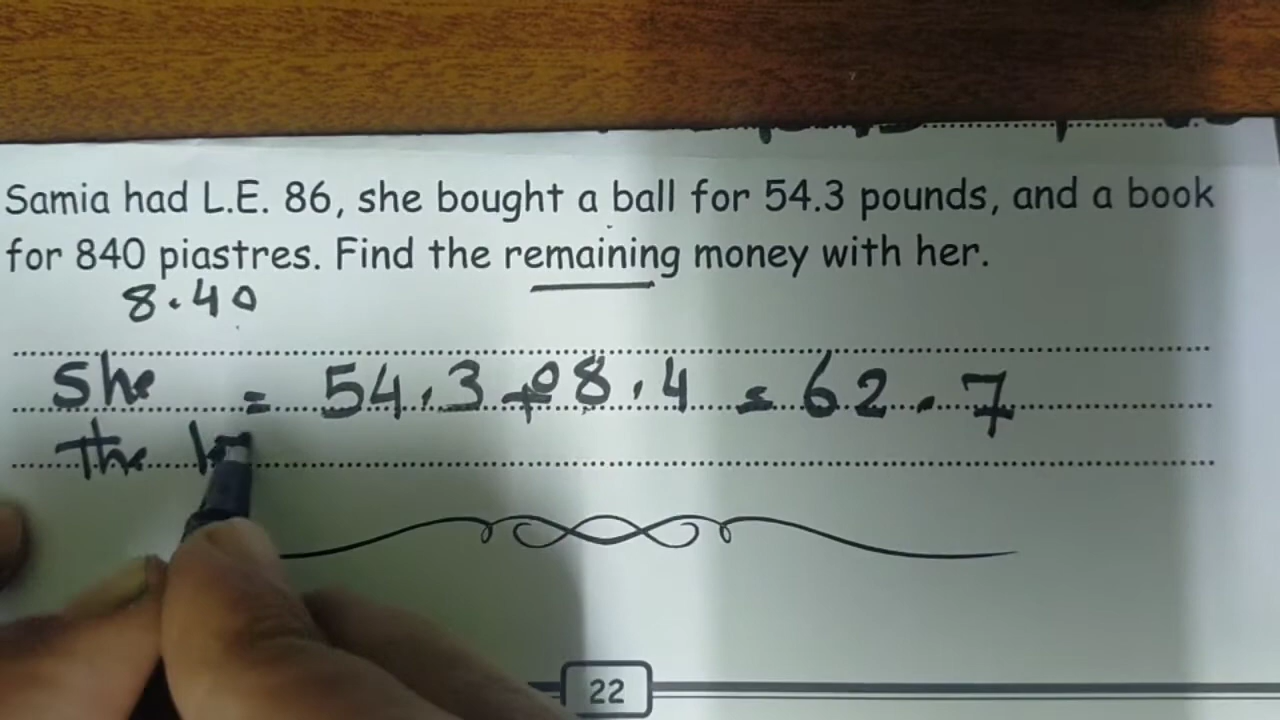 Samia had L.E. 86, she bought a ball for 54.3 pounds, and a book
for 840 piastres. Find the remaining money with her.
8.40
She = 54.3 + 8.4 = 62.7
The
22